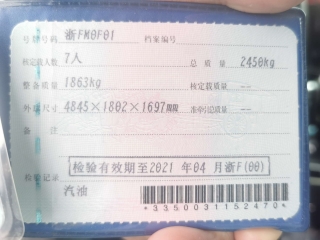 号牌号码 浙FM0F01 档案编号
核定载人数 7人 总质量 2450kg
整备质量 1863kg 核定载质量 --
外廓尺寸 4845×1802×1697mm 准牵引总质量 --
备注
检验有效期至2021年04月浙F(00)
检验记录
汽油
*3350031152470*